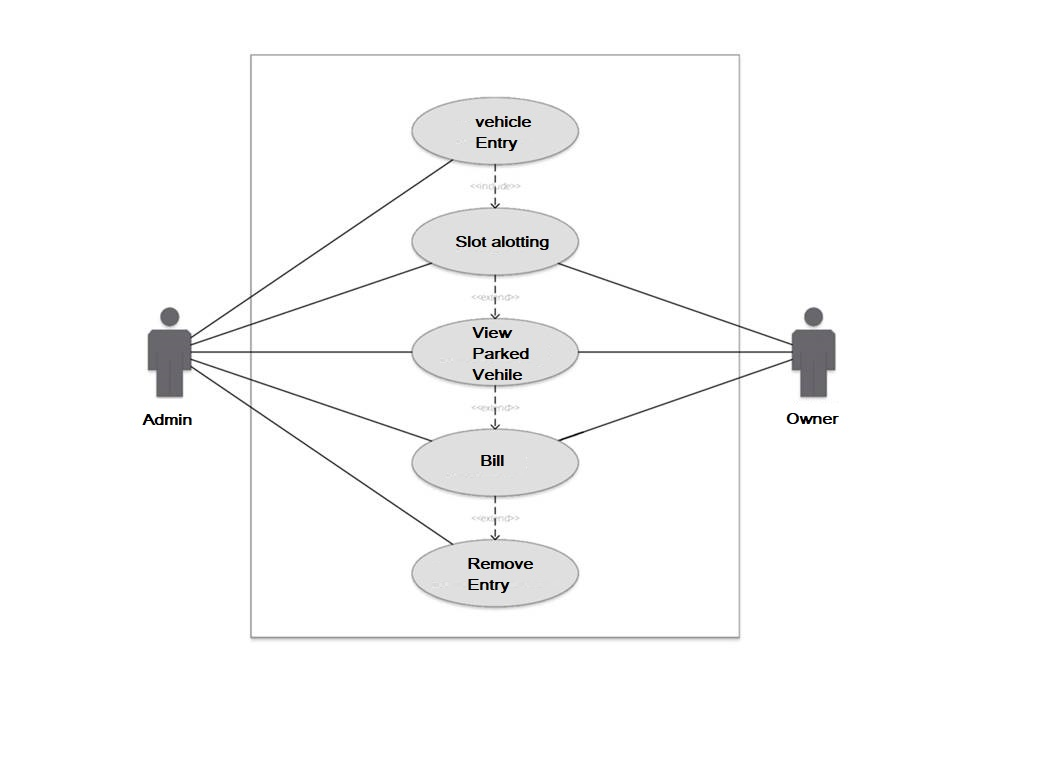 vehicle
Entry
<<include>>
Slot alotting
<<extend>>
View
Parked
Vehile
<<extend>>
Admin
Owner
Bill
<<extend>>
Remove
Entry